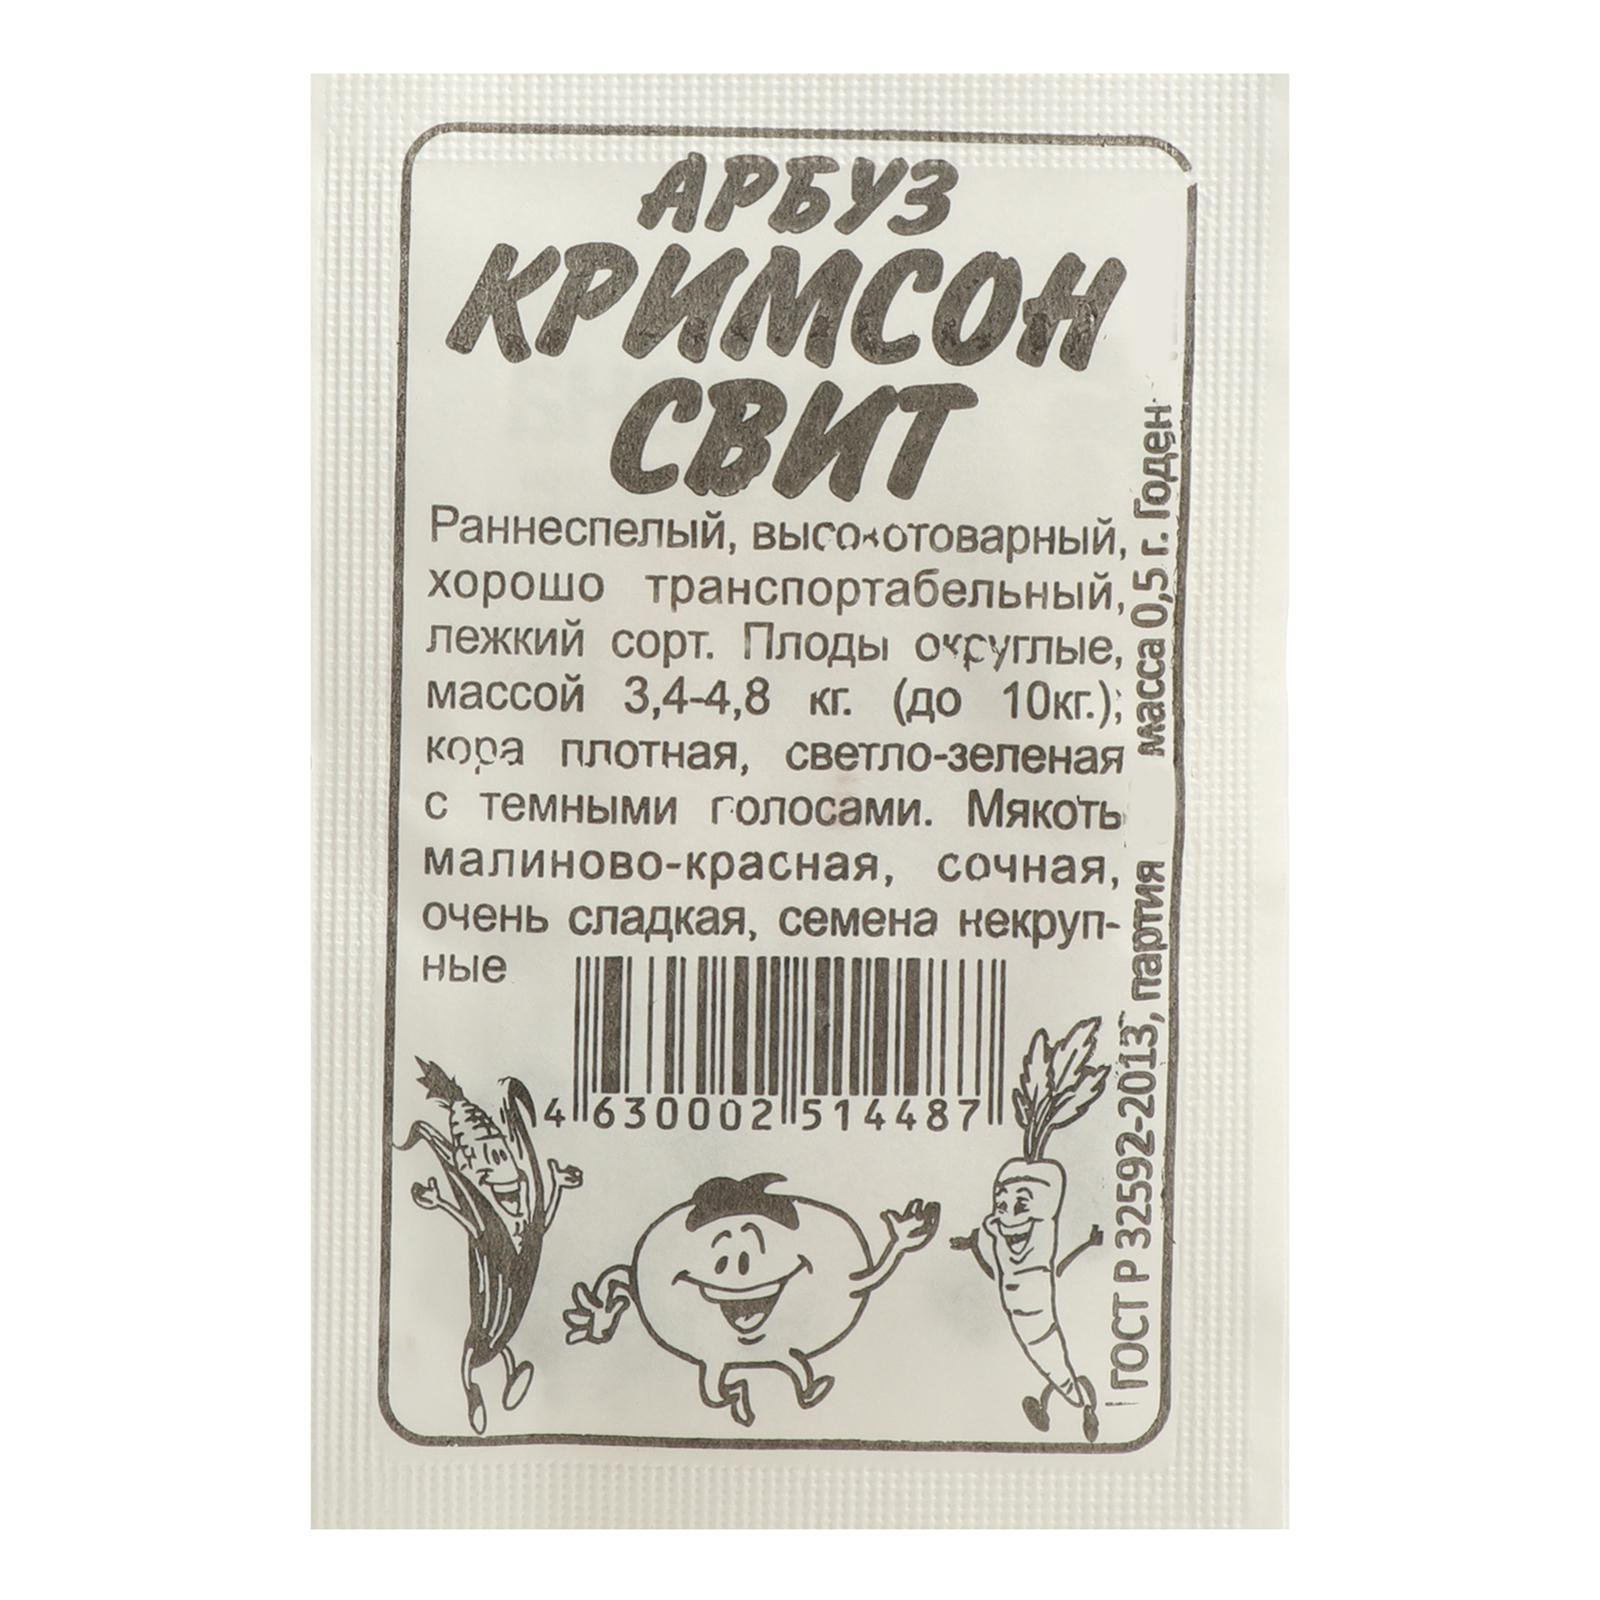 АРБУЗ
КРИМСОН
СВИТ
Раннеспелый, высокотоварный,
хорошо транспортабельный,
лежкий сорт. Плоды округлые,
массой 3,4-4,8 кг. (до 10кг.);
кора плотная, светло-зеленая
с темными голосами. Мякоть
малиново-красная, сочная,
очень сладкая, семена некруп-
ные
4 630002 514487
ГОСТ Р 32592-2013, партия масса 0,5 г. Годен